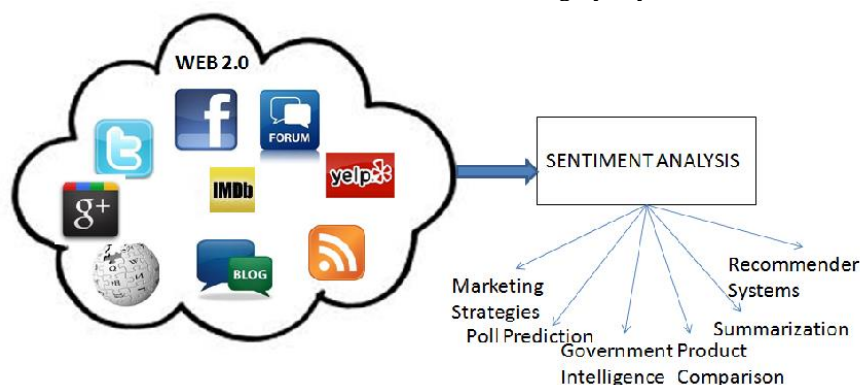 WEB 2.0
FORUM
IMDb
yelp
g+
BLOG
SENTIMENT ANALYSIS
Marketing
Strategies
Poll Prediction
Government
Intelligence
Product
Comparison
Summarization
Recommender
Systems